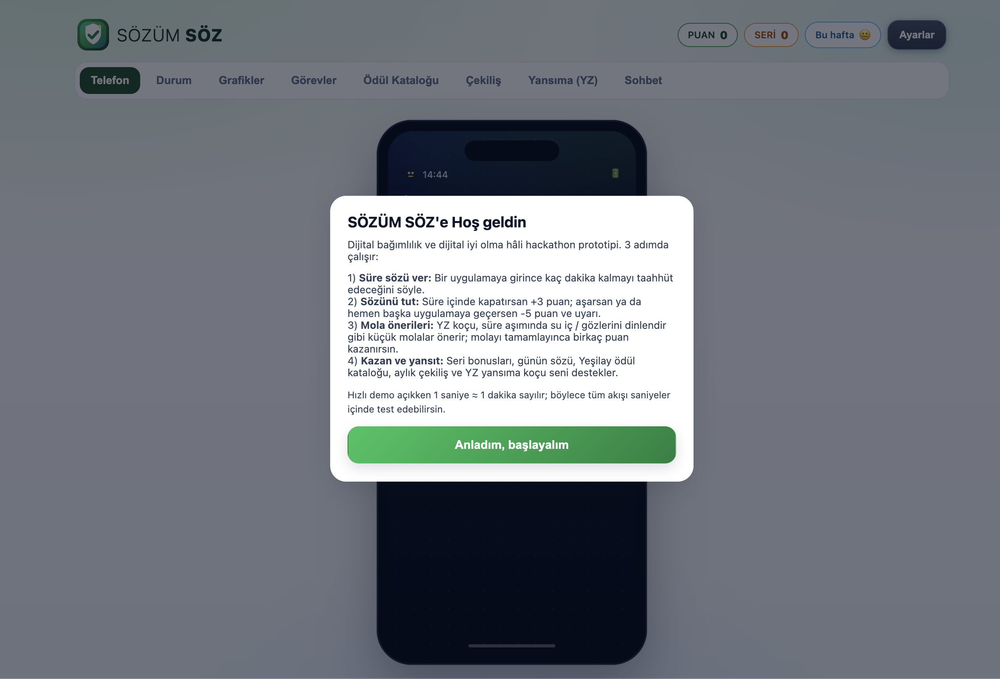 SÖZÜM SÖZ
PUAN 0
SERİ 0
Bu hafta
Ayarlar
Telefon
Durum
Grafikler
Görevler
Ödül Kataloğu
Çekiliş
Yansıma (YZ)
Sohbet
14:44
SÖZÜM SÖZ'e Hoş geldin
Dijital bağımlılık ve dijital iyi olma hâli hackathon prototipi. 3 adımda
çalışır:
1) Süre sözü ver: Bir uygulamaya girince kaç dakika kalmayı taahhüt
edeceğini söyle.
2) Sözünü tut: Süre içinde kapatırsan +3 puan; aşarsan ya da
hemen başka uygulamaya geçersen -5 puan ve uyarı.
3) Mola önerileri: YZ koçu, süre aşımında su iç / gözlerini dinlendir
gibi küçük molalar önerir; molayı tamamlayınca birkaç puan
kazanırsın.
4) Kazan ve yansıt: Seri bonusları, günün sözü, Yeşilay ödül
kataloğu, aylık çekiliş ve YZ yansıma koçu seni destekler.
Hızlı demo açıkken 1 saniye ≈ 1 dakika sayılır; böylece tüm akışı saniyeler
içinde test edebilirsin.
Anladım, başlayalım